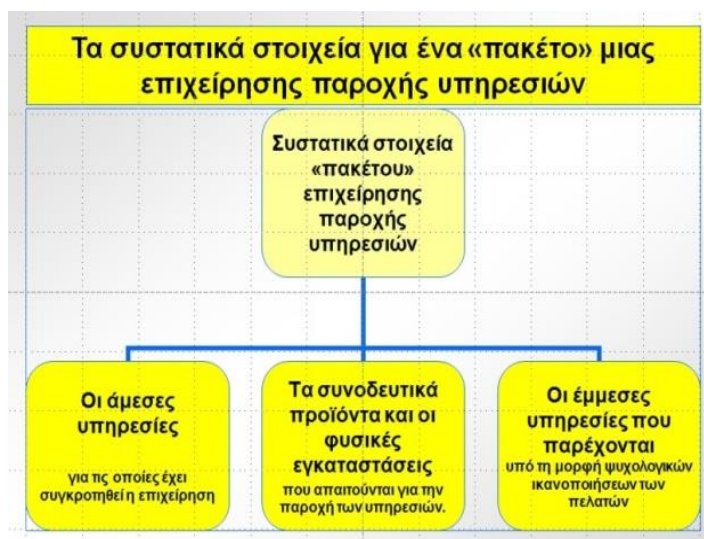 Τα συστατικά στοιχεία για ένα «πακέτο» μιας
επιχείρησης παροχής υπηρεσιών
Συστατικά στοιχεία
«πακέτου»
επιχείρησης
παροχής
υπηρεσιών
Οι άμεσες
υπηρεσίες
για τις οποίες έχει
συγκροτηθεί η επιχείρηση
Τα συνοδευτικά
προϊόντα και οι
φυσικές
εγκαταστάσεις
που απαιτούνται για την
παροχή των υπηρεσιών.
Οι έμμεσες
υπηρεσίες που
παρέχονται
υπό τη μορφή ψυχολογικών
ικανοποιήσεων των
πελατών